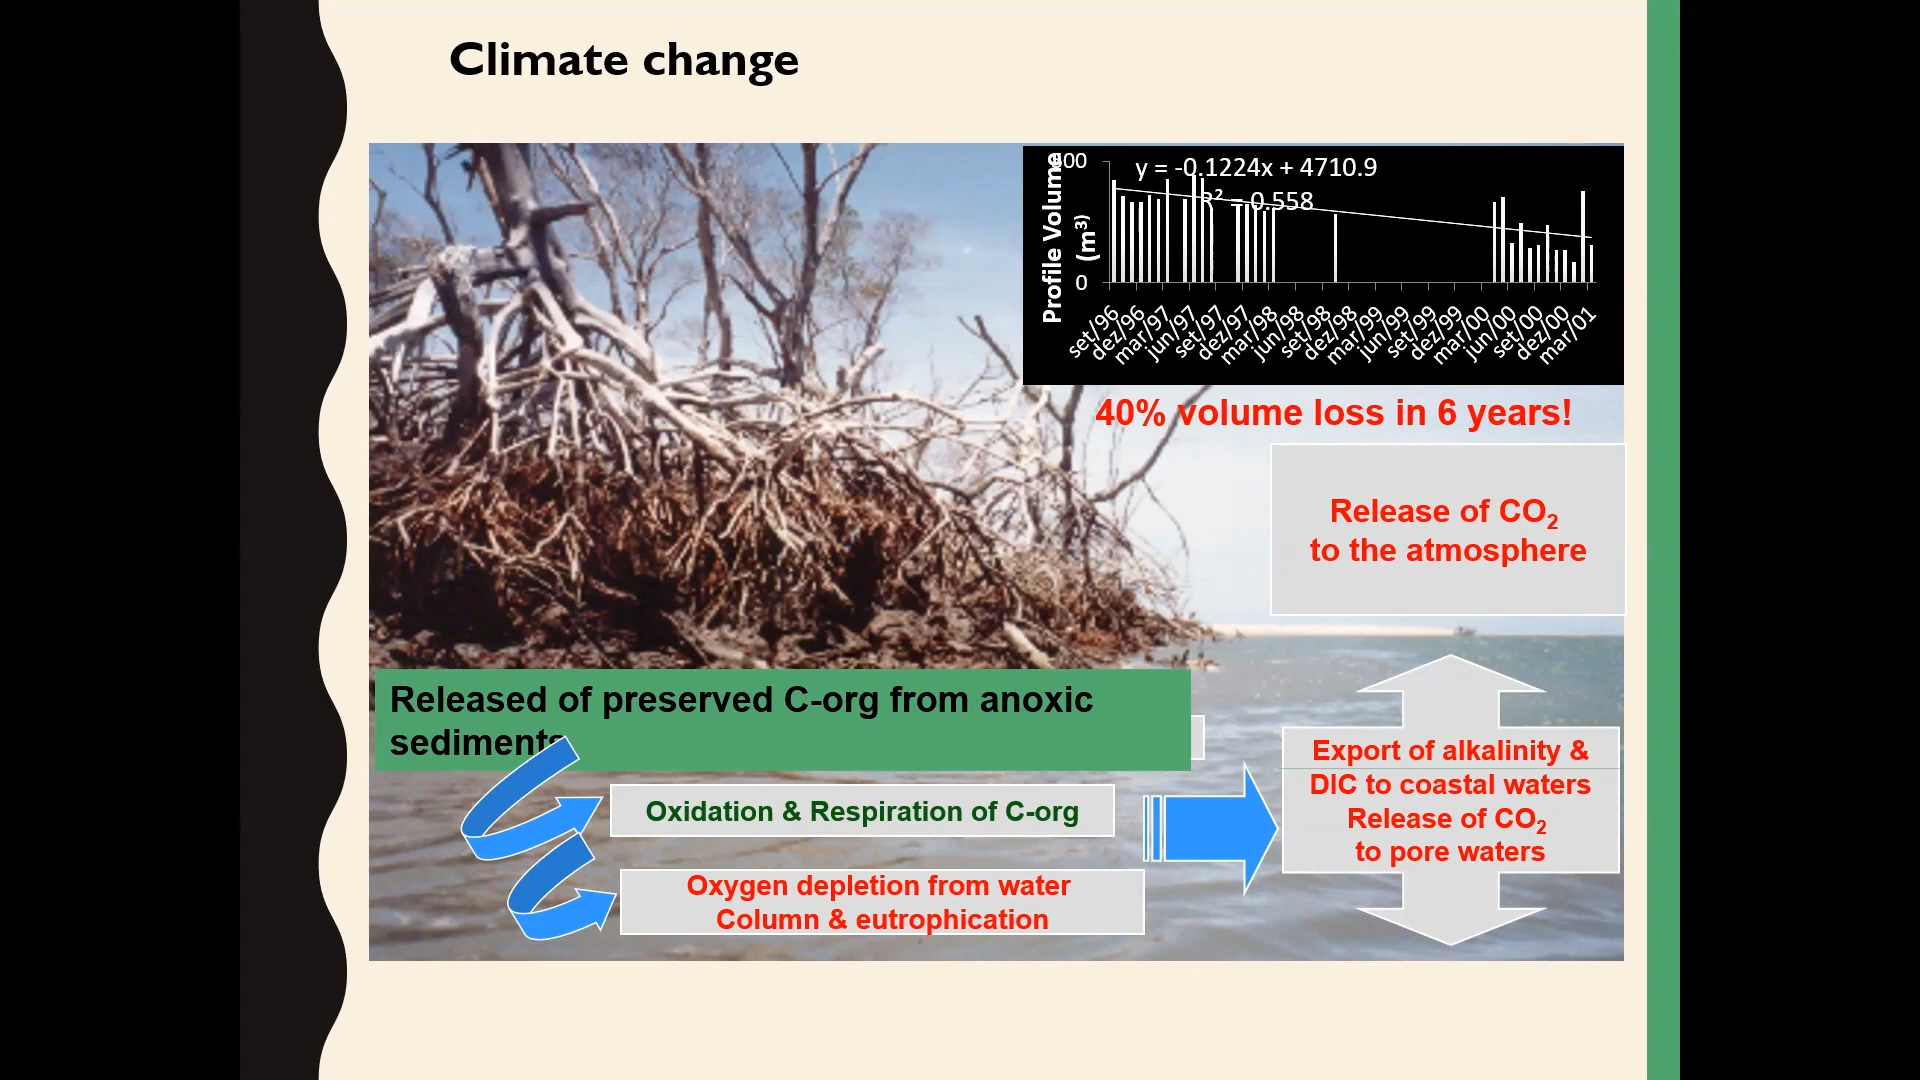 Climate change
Profile Volume
(m³)
800
0
y = -0.1224x + 4710.9
R² = 0.558
set/96
dez/96
mar/97
jun/97
set/97
dez/97
mar/98
jun/98
set/98
dez/98
mar/99
jun/99
set/99
dez/99
mar/00
jun/00
set/00
dez/00
mar/01
40% volume loss in 6 years!
Release of CO₂
to the atmosphere
Released of preserved C-org from anoxic
sediments
Oxidation & Respiration of C-org
Oxygen depletion from water
Column & eutrophication
Export of alkalinity &
DIC to coastal waters
Release of CO₂
to pore waters